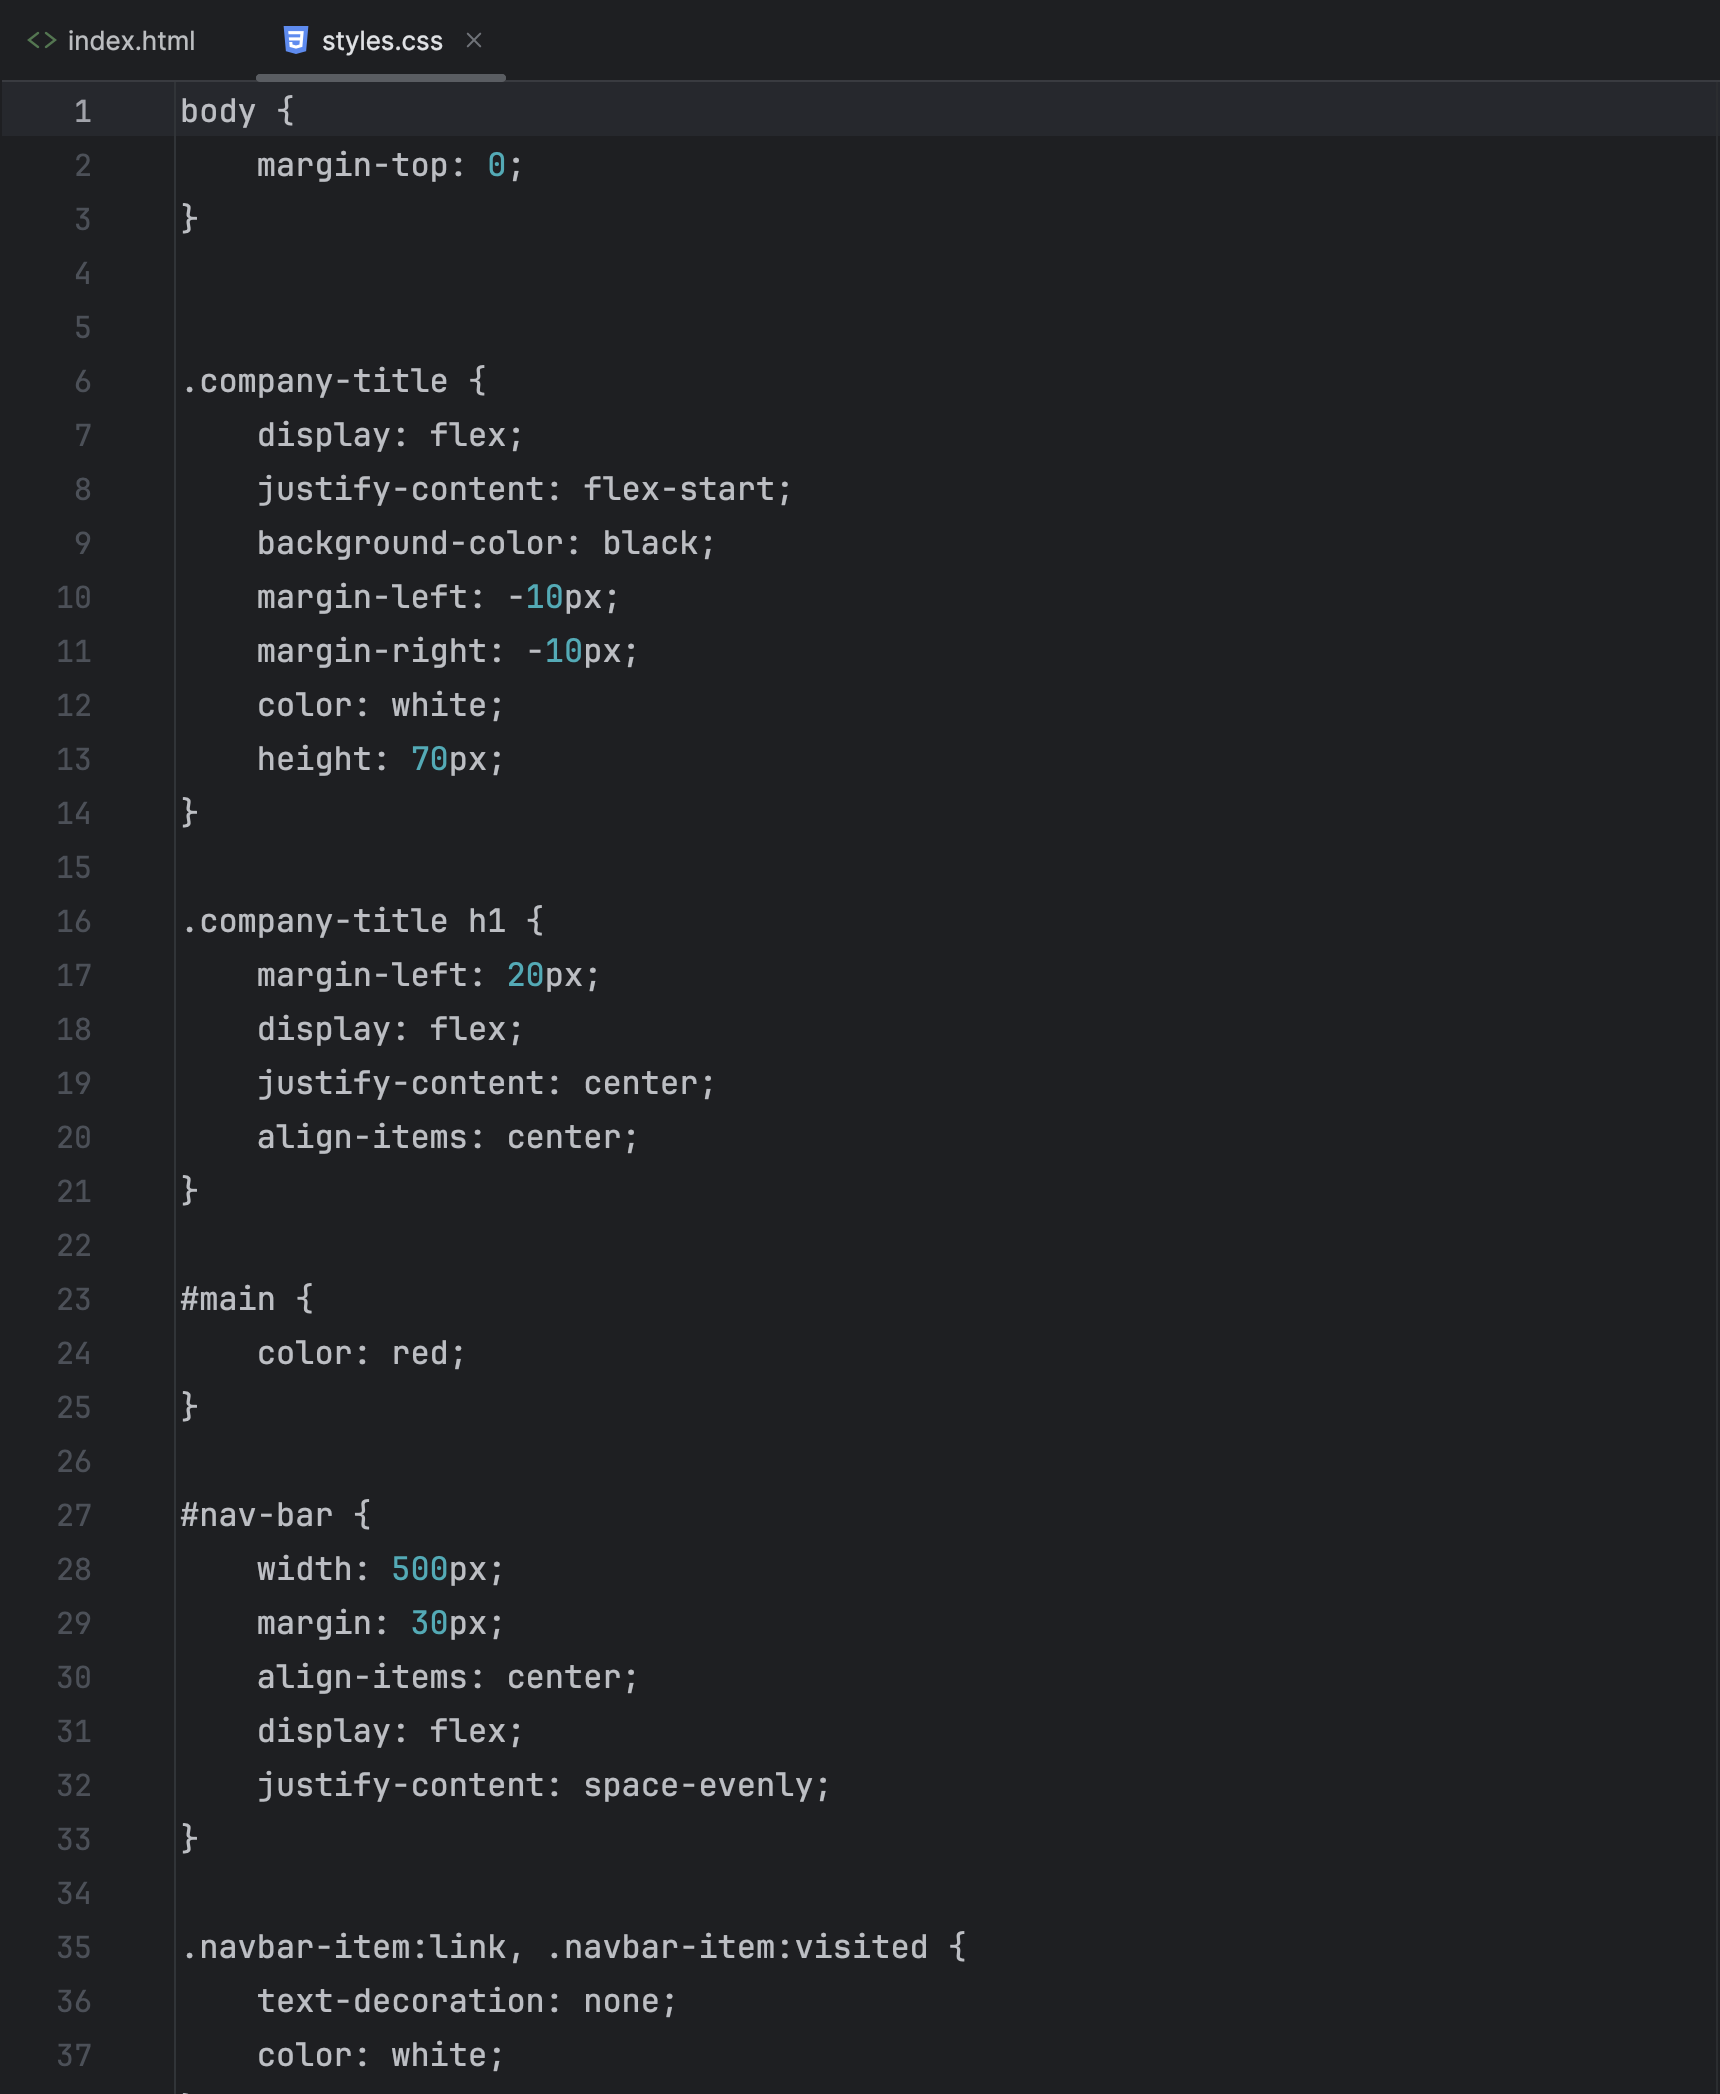 index.html styles.css
1 body {
2 margin-top: 0;
3 }
4
5
6 .company-title {
7 display: flex;
8 justify-content: flex-start;
9 background-color: black;
10 margin-left: -10px;
11 margin-right: -10px;
12 color: white;
13 height: 70px;
14 }
15
16 .company-title h1 {
17 margin-left: 20px;
18 display: flex;
19 justify-content: center;
20 align-items: center;
21 }
22
23 #main {
24 color: red;
25 }
26
27 #nav-bar {
28 width: 500px;
29 margin: 30px;
30 align-items: center;
31 display: flex;
32 justify-content: space-evenly;
33 }
34
35 .navbar-item:link, .navbar-item:visited {
36 text-decoration: none;
37 color: white;